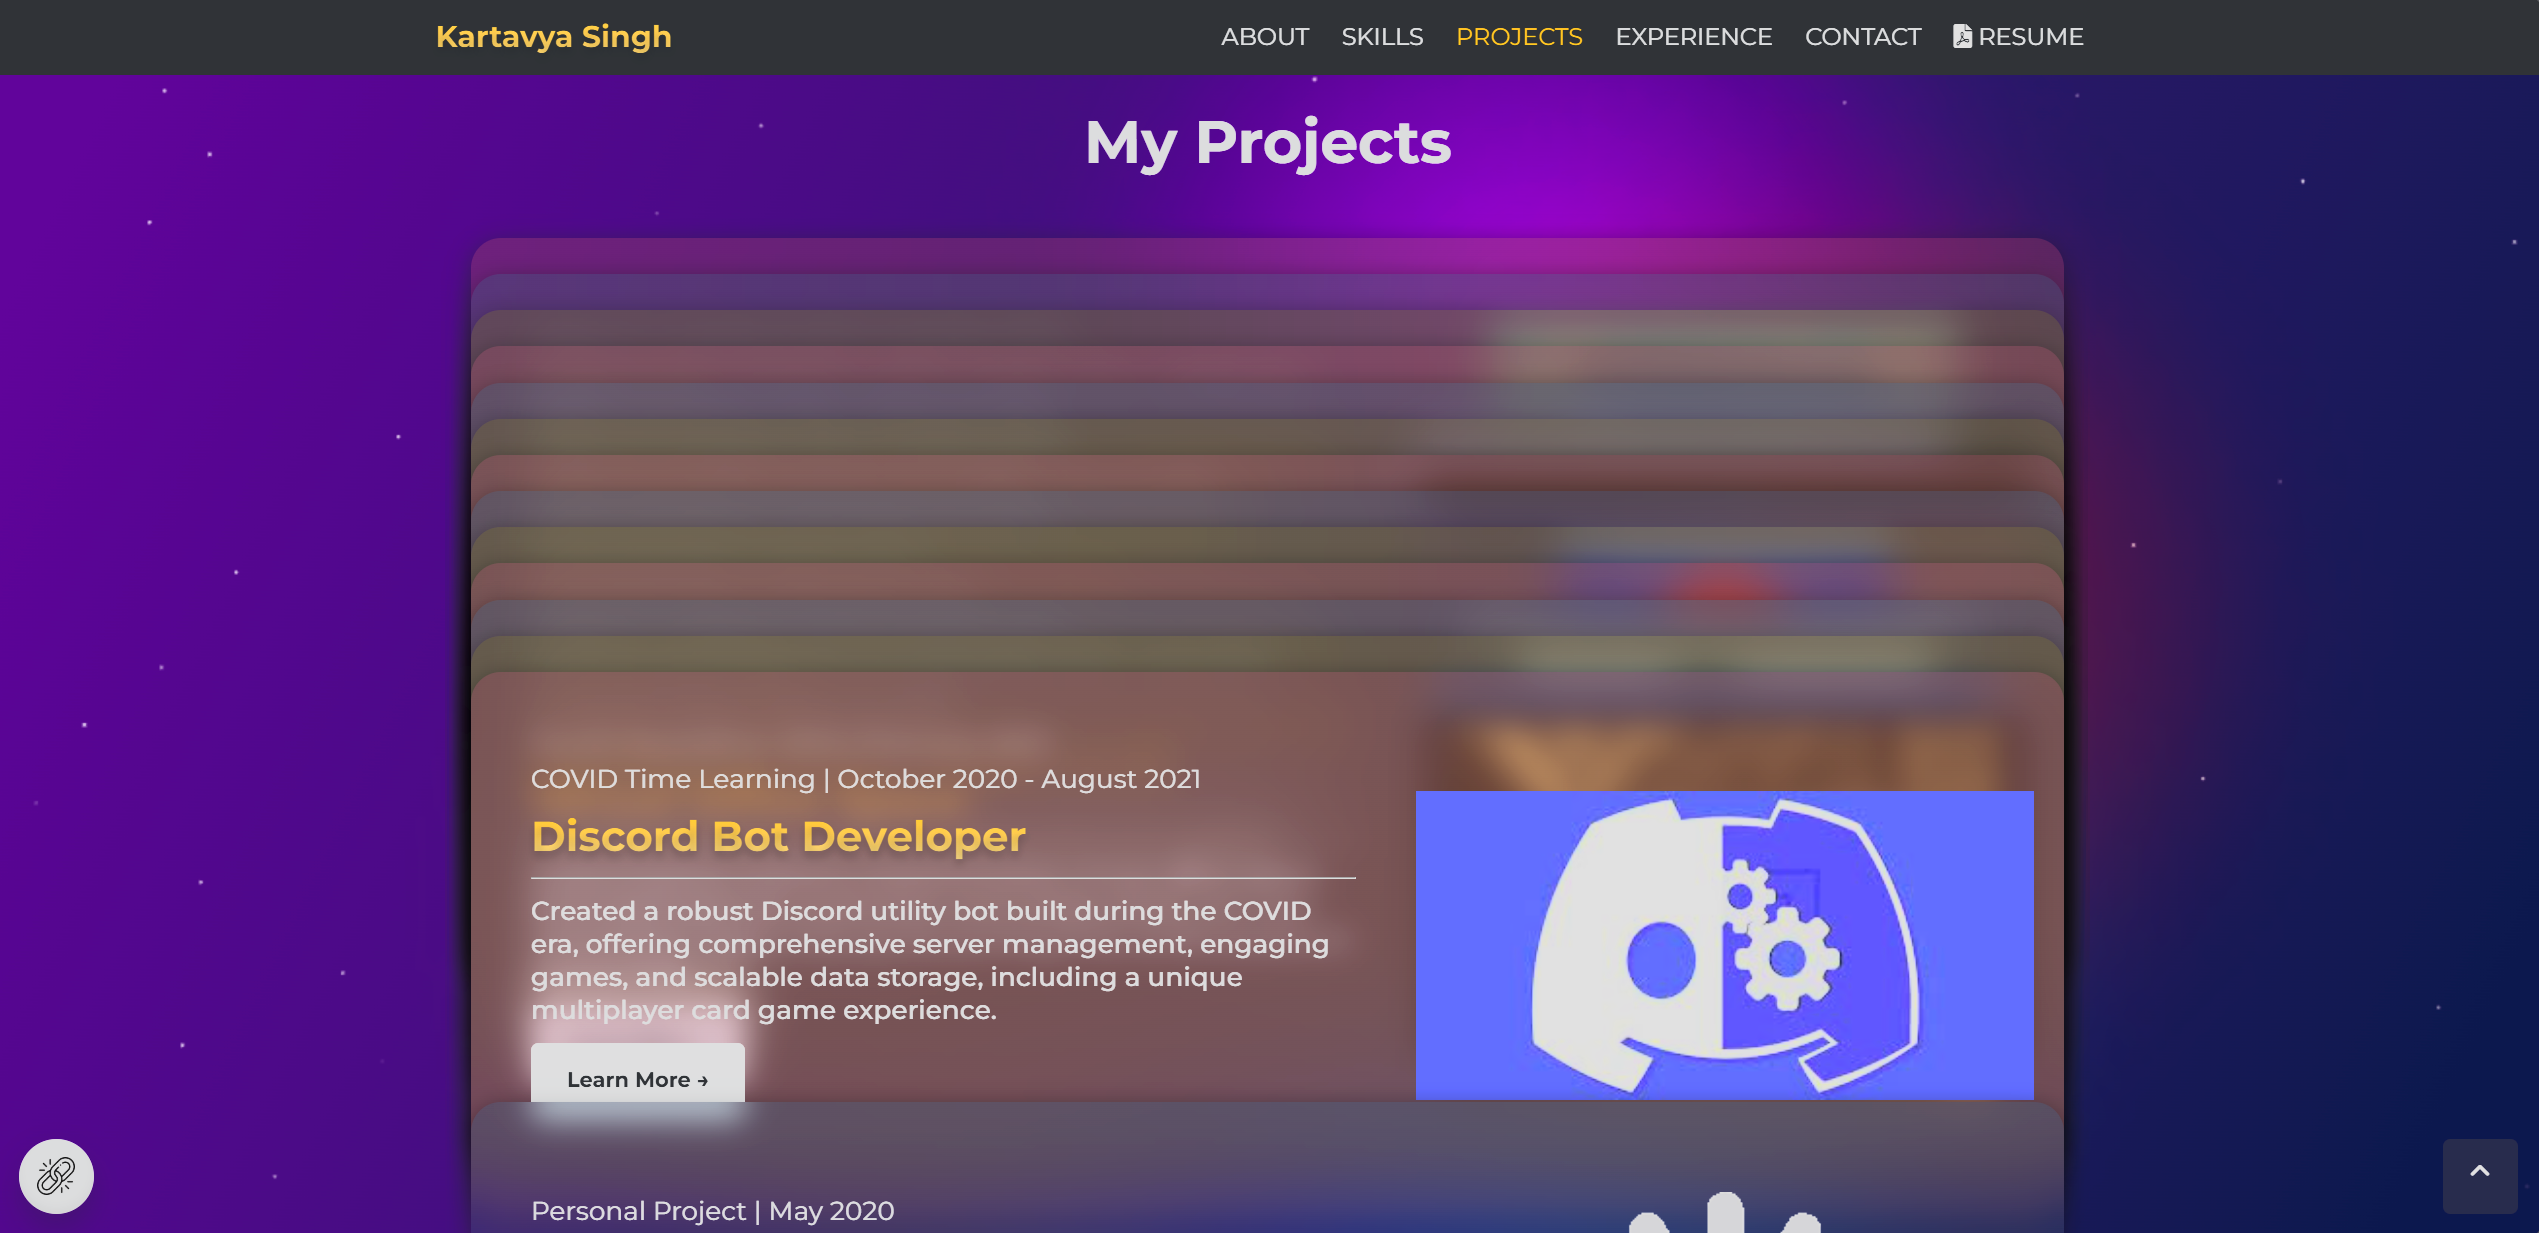 Kartavya Singh
ABOUT SKILLS PROJECTS EXPERIENCE CONTACT RESUME
My Projects
COVID Time Learning | October 2020 - August 2021
Discord Bot Developer
Created a robust Discord utility bot built during the COVID
era, offering comprehensive server management, engaging
games, and scalable data storage, including a unique
multiplayer card game experience.
Learn More →
Personal Project | May 2020